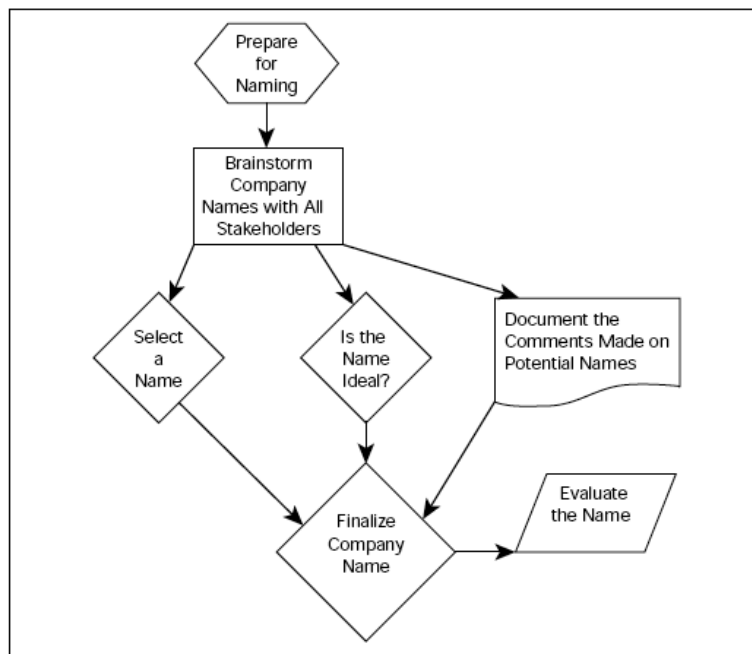 Prepare
for
Naming
Brainstorm
Company
Names with All
Stakeholders
Select
a
Name
Is the
Name
Ideal?
Document the
Comments Made on
Potential Names
Finalize
Company
Name
Evaluate
the Name